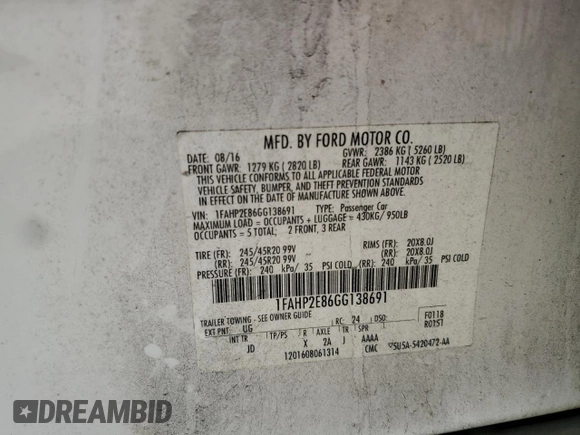 MFD. BY FORD MOTOR CO.
DATE: 08/16 GVWR: 2386 KG ( 5260 LB)
FRONT GAWR: 1279 KG ( 2820 LB) REAR GAWR: 1143 KG ( 2520 LB)
THIS VEHICLE CONFORMS TO ALL APPLICABLE FEDERAL MOTOR
VEHICLE SAFETY, BUMPER, AND THEFT PREVENTION STANDARDS
IN EFFECT ON THE DATE OF MANUFACTURE SHOWN ABOVE.
VIN: 1FAHP2E86GG138691 TYPE: Passenger Car
MAXIMUM LOAD = OCCUPANTS + LUGGAGE = 430KG/ 950LB
OCCUPANTS = 5 TOTAL; 2 FRONT, 3 REAR
TIRE (FR): 245/45R20 99V RIMS (FR): 20X8.0J
(RR): 245/45R20 99V (RR): 20X8.0J
PRESSURE (FR): 240 kPa/ 35 PSI COLD (RR): 240 kPa/ 35 PSI COLD
1FAHP2E86GG138691
TRAILER TOWING - SEE OWNER GUIDE
EXT PNT: UG RC: 24 DSO: F0118
INT TR TP/PS R AXLE TR SPR R0151
JD X 2A J AAAA
1201608061314 CMC 5U5A-5420472-AA
DREAMBID